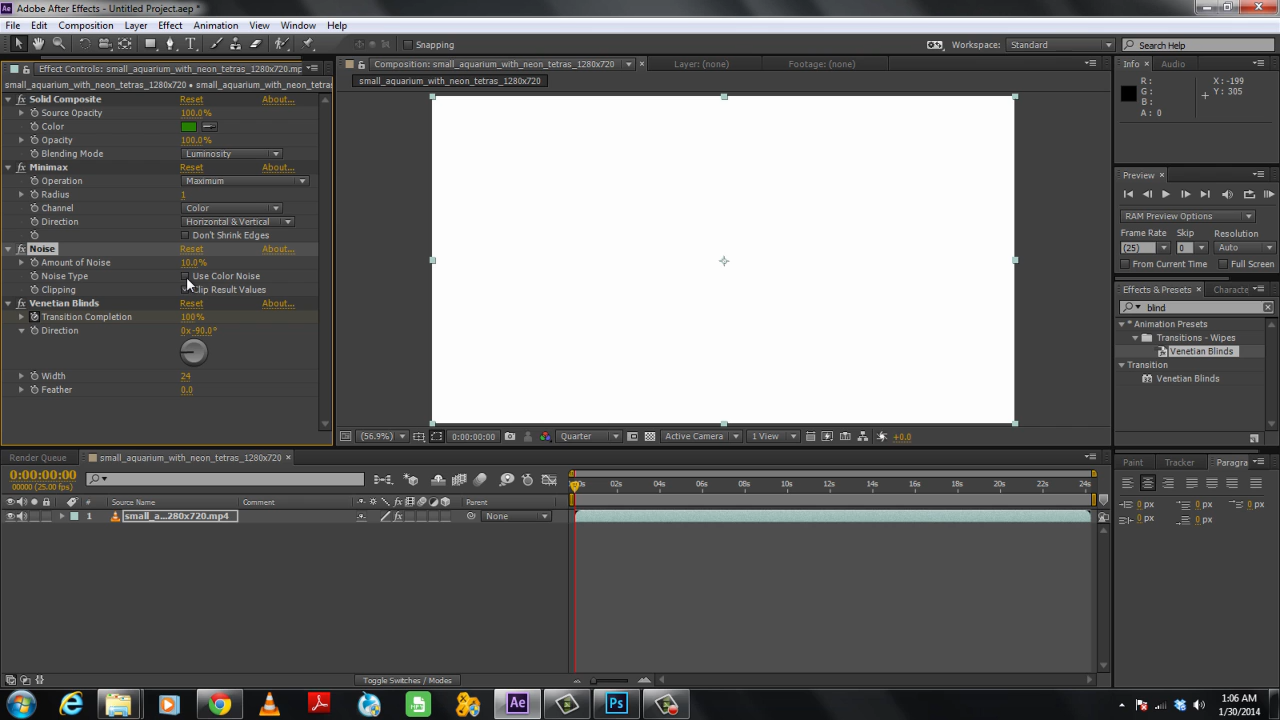 Adobe After Effects - Untitled Project.aep *
File Edit Composition Layer Effect Animation View Window Help
Snapping
Workspace: Standard
Search Help
Effect Controls: small_aquarium_with_neon_tetras_1280x720.mp
small_aquarium_with_neon_tetras_1280x720 • small_aquarium_with_neon_tetras
Solid Composite Reset About...
Source Opacity 100.0%
Color
Opacity 100.0%
Blending Mode Luminosity
Minimax Reset About...
Operation Maximum
Radius 1
Channel Color
Direction Horizontal & Vertical
Don't Shrink Edges
Noise Reset About...
Amount of Noise 10.0%
Noise Type Use Color Noise
Clipping Clip Result Values
Venetian Blinds Reset About...
Transition Completion 100%
Direction 0x-90.0°
Width 24
Feather 0.0
Composition: small_aquarium_with_neon_tetras_1280x720
Layer: (none)
Footage: (none)
small_aquarium_with_neon_tetras_1280x720
(56.9%) 0:00:00:00 Quarter Active Camera 1 View +0.0
Info Audio
R: X: -199
G: Y: 305
B:
A: 0
Preview
RAM Preview Options
Frame Rate Skip Resolution
(25) 0 Auto
From Current Time Full Screen
Effects & Presets Characte
blind
* Animation Presets
Transitions - Wipes
Venetian Blinds
Transition
Venetian Blinds
Render Queue small_aquarium_with_neon_tetras_1280x720
0:00:00:00
00000 (25.00 fps)
# Source Name Comment Parent
1 small_a...280x720.mp4 None
02s 04s 06s 08s 10s 12s 14s 16s 18s 20s 22s 24s
Toggle Switches / Modes
Paint Tracker Paragra
0 px 0 px 0 px
0 px 0 px
Ae
Ps
1:06 AM
1/30/2014